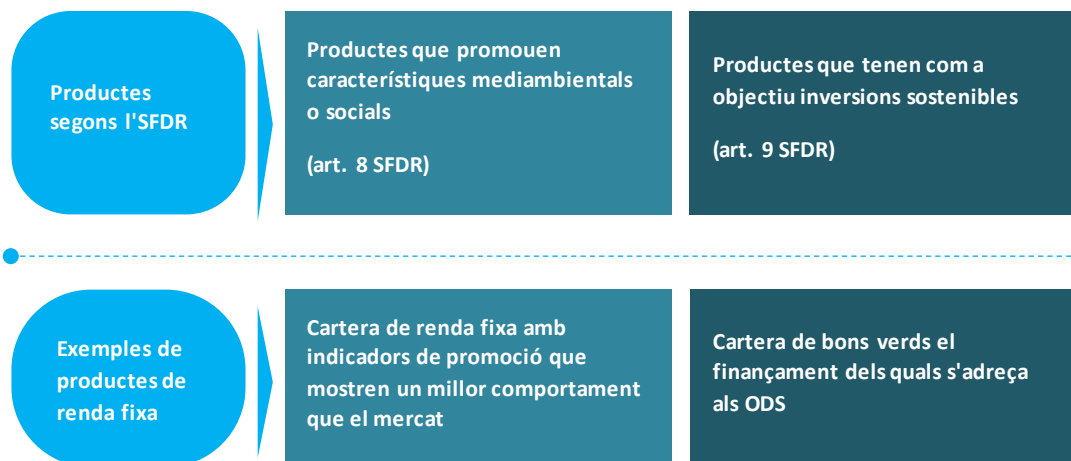 Productes
segons l'SFDR
Productes que promouen
característiques mediambientals
o socials
(art. 8 SFDR)
Productes que tenen com a
objectiu inversions sostenibles
(art. 9 SFDR)
Exemples de
productes de
renda fixa
Cartera de renda fixa amb
indicadors de promoció que
mostren un millor comportament
que el mercat
Cartera de bons verds el
finançament dels quals s'adreça
als ODS